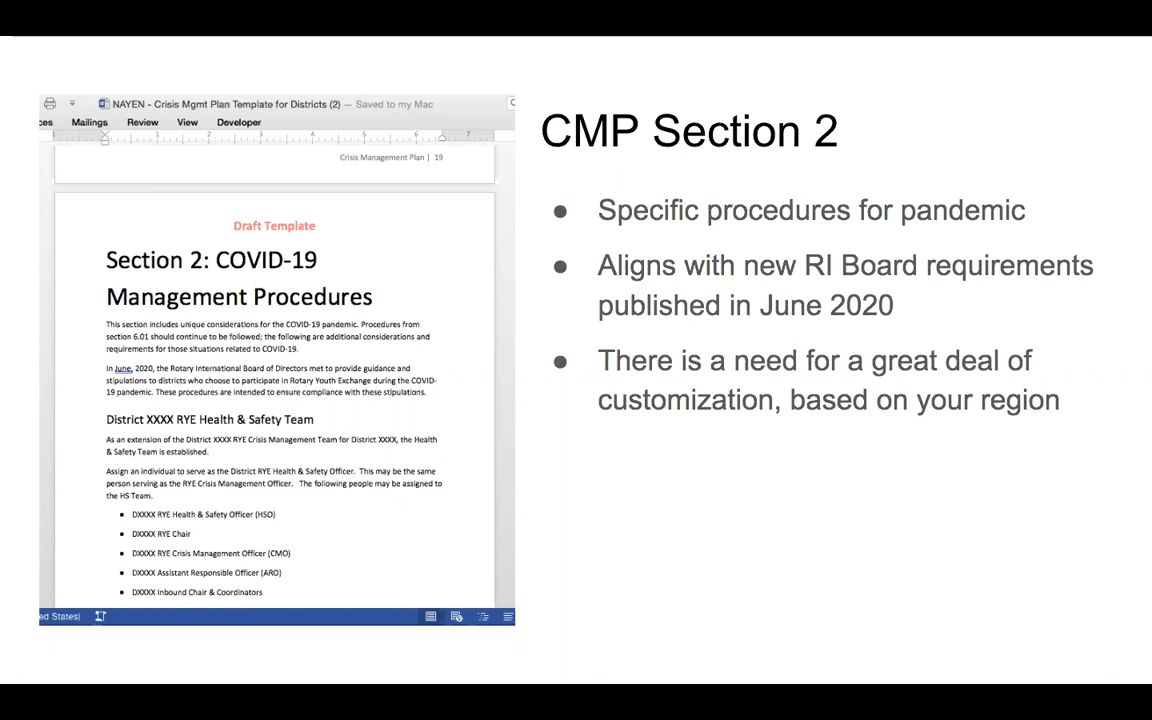 NAYEN - Crisis Mgmt Plan Template for Districts (2) — Saved to my Mac
ces Mailings Review View Developer
1 2 3 4 5 6 7
Crisis Management Plan | 19
Draft Template
Section 2: COVID-19
Management Procedures
This section includes unique considerations for the COVID-19 pandemic. Procedures from
section 6.01 should continue to be followed; the following are additional considerations and
requirements for those situations related to COVID-19.
In June, 2020, the Rotary International Board of Directors met to provide guidance and
stipulations to districts who choose to participate in Rotary Youth Exchange during the COVID-
19 pandemic. These procedures are intended to ensure compliance with these stipulations.
District XXXX RYE Health & Safety Team
As an extension of the District XXXX RYE Crisis Management Team for District XXXX, the Health
& Safety Team is established.
Assign an individual to serve as the District RYE Health & Safety Officer. This may be the same
person serving as the RYE Crisis Management Officer. The following people may be assigned to
the HS Team.
• DXXXX RYE Health & Safety Officer (HSO)
• DXXXX RYE Chair
• DXXXX RYE Crisis Management Officer (CMO)
• DXXXX Assistant Responsible Officer (ARO)
• DXXXX Inbound Chair & Coordinators
ed States)
CMP Section 2
● Specific procedures for pandemic
● Aligns with new RI Board requirements
published in June 2020
● There is a need for a great deal of
customization, based on your region